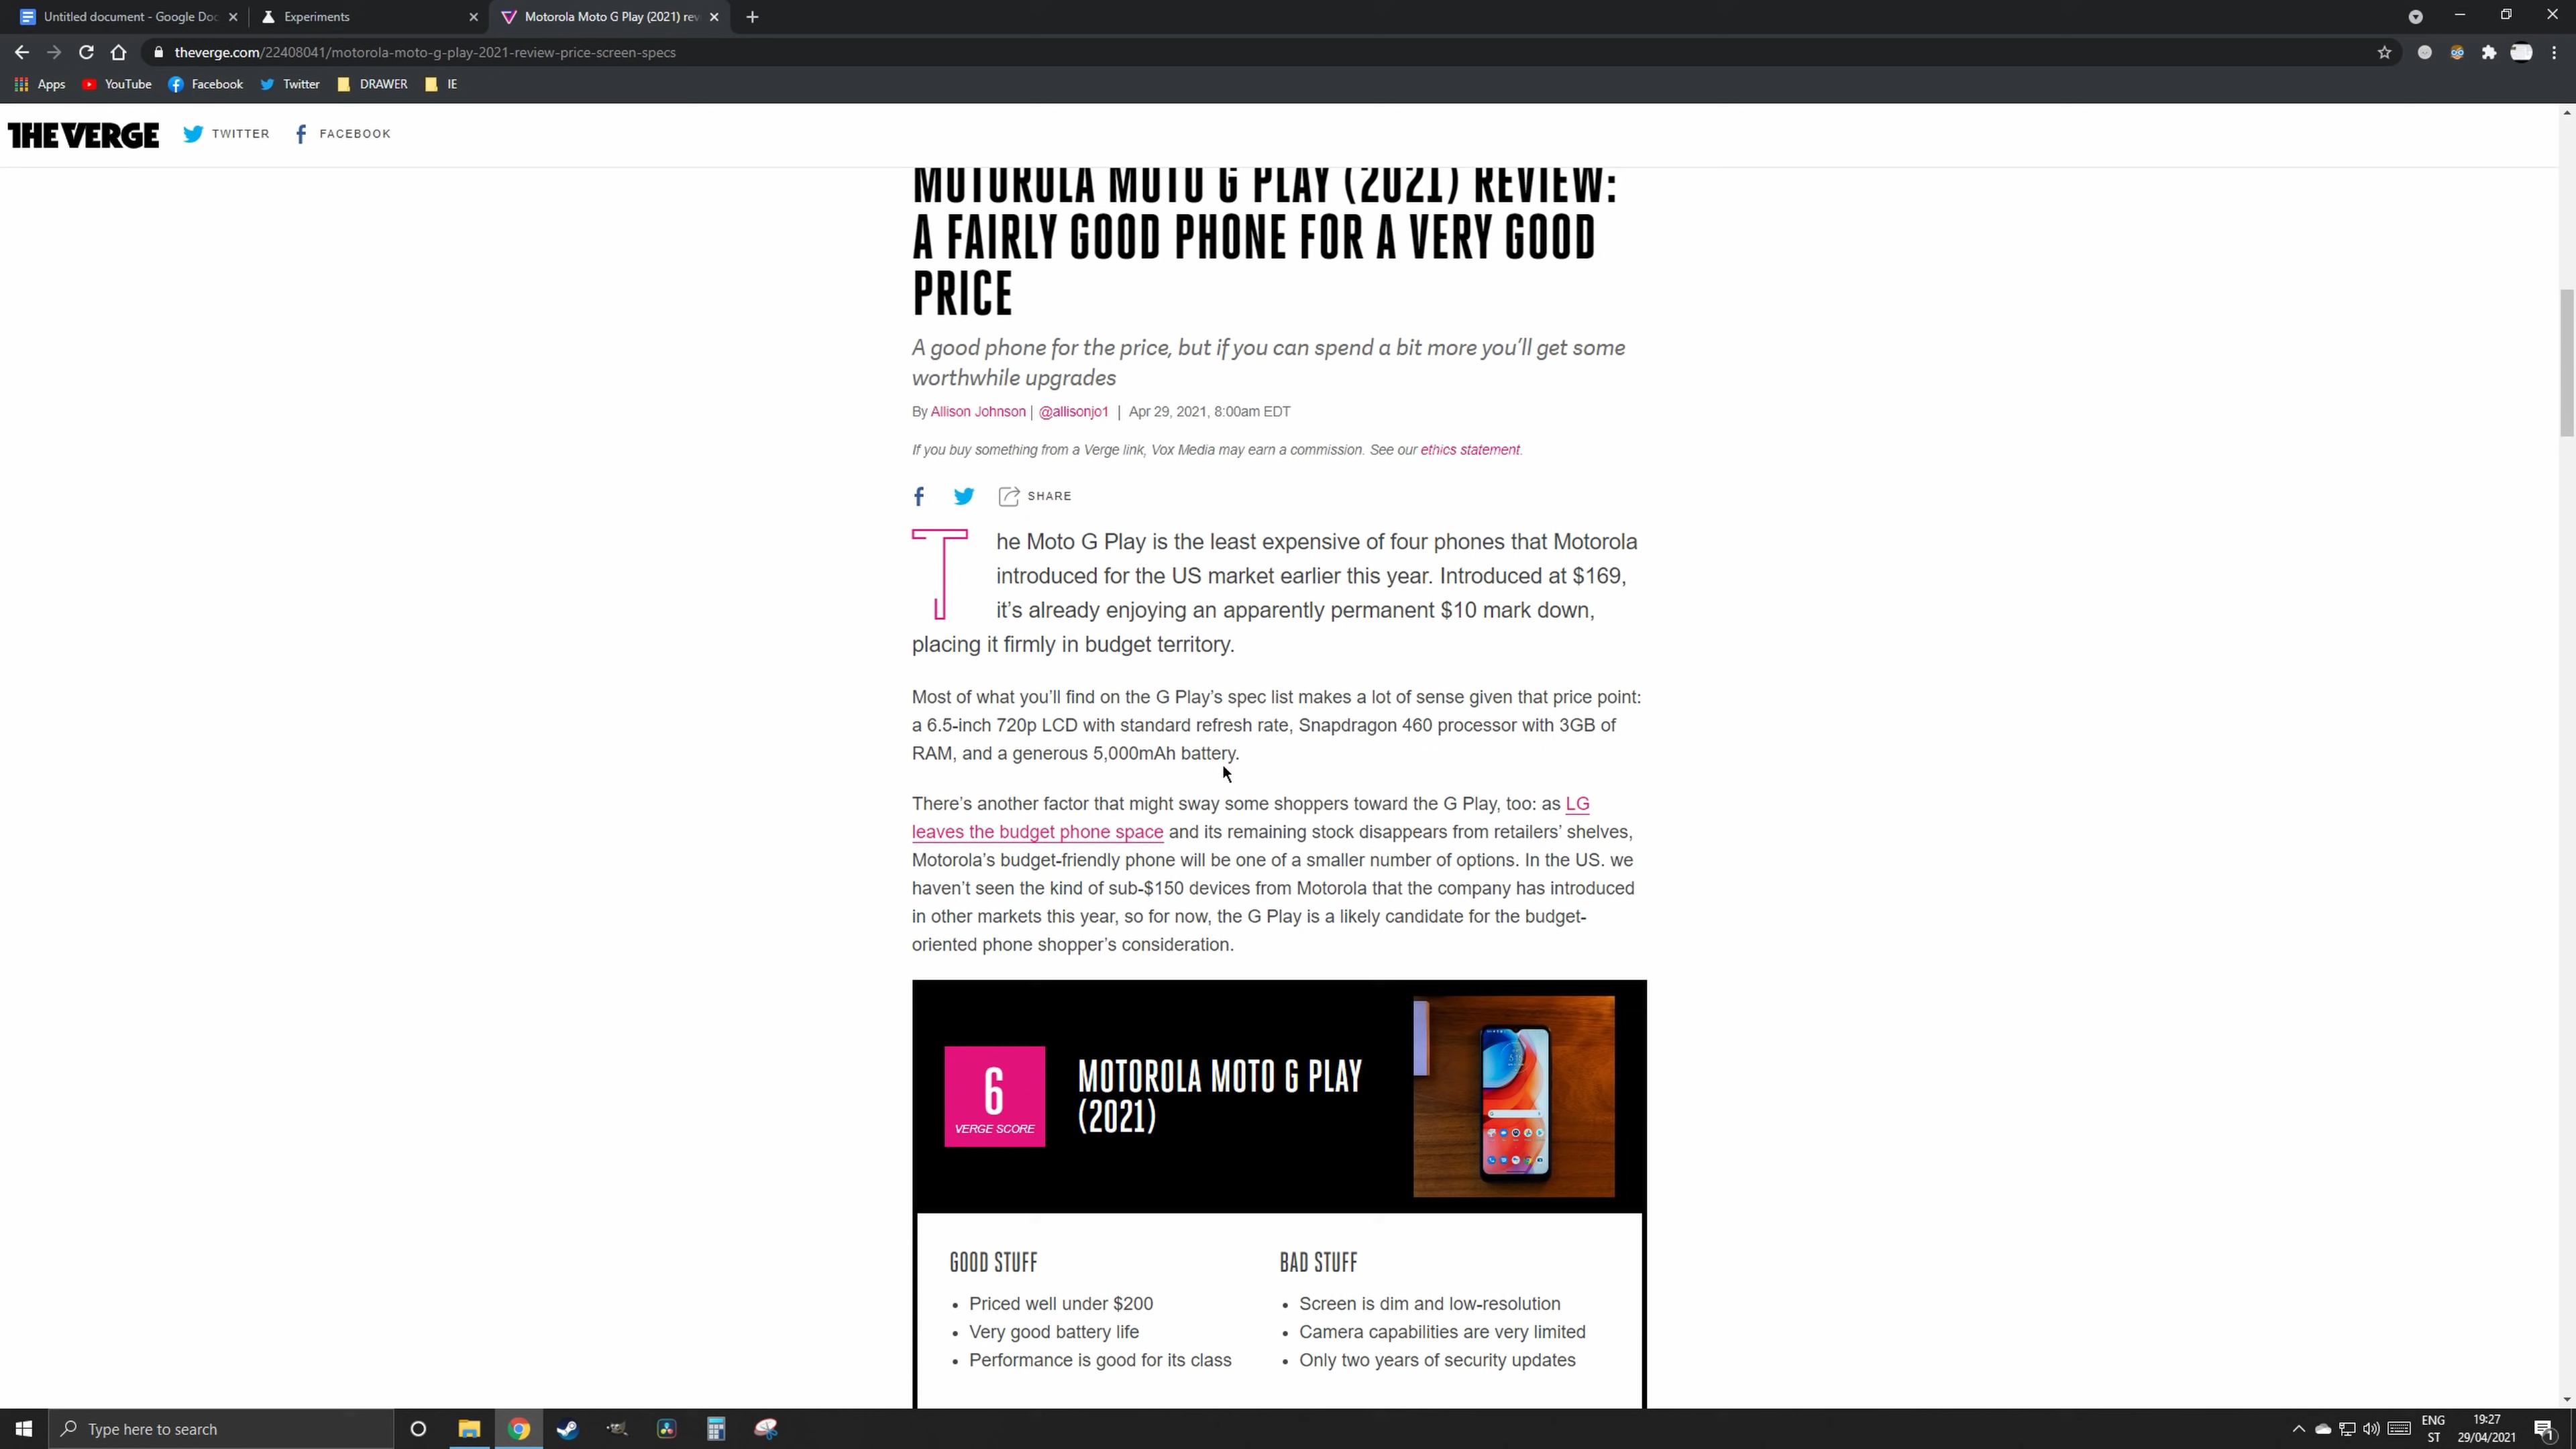 Untitled document - Google Doc
Experiments
Motorola Moto G Play (2021) rev
theverge.com/22408041/motorola-moto-g-play-2021-review-price-screen-specs
Apps
YouTube
Facebook
Twitter
DRAWER
IE
THE VERGE
TWITTER
FACEBOOK
MOTOROLA MOTO G PLAY (2021) REVIEW:
A FAIRLY GOOD PHONE FOR A VERY GOOD
PRICE
A good phone for the price, but if you can spend a bit more you’ll get some
worthwhile upgrades
By Allison Johnson | @allisonjo1 | Apr 29, 2021, 8:00am EDT
If you buy something from a Verge link, Vox Media may earn a commission. See our ethics statement.
SHARE
The Moto G Play is the least expensive of four phones that Motorola
introduced for the US market earlier this year. Introduced at $169,
it’s already enjoying an apparently permanent $10 mark down,
placing it firmly in budget territory.
Most of what you’ll find on the G Play’s spec list makes a lot of sense given that price point:
a 6.5-inch 720p LCD with standard refresh rate, Snapdragon 460 processor with 3GB of
RAM, and a generous 5,000mAh battery.
There’s another factor that might sway some shoppers toward the G Play, too: as LG
leaves the budget phone space and its remaining stock disappears from retailers’ shelves,
Motorola’s budget-friendly phone will be one of a smaller number of options. In the US. we
haven’t seen the kind of sub-$150 devices from Motorola that the company has introduced
in other markets this year, so for now, the G Play is a likely candidate for the budget-
oriented phone shopper’s consideration.
6
VERGE SCORE
MOTOROLA MOTO G PLAY
(2021)
GOOD STUFF
Priced well under $200
Very good battery life
Performance is good for its class
BAD STUFF
Screen is dim and low-resolution
Camera capabilities are very limited
Only two years of security updates
Type here to search
ENG
ST
19:27
29/04/2021
1